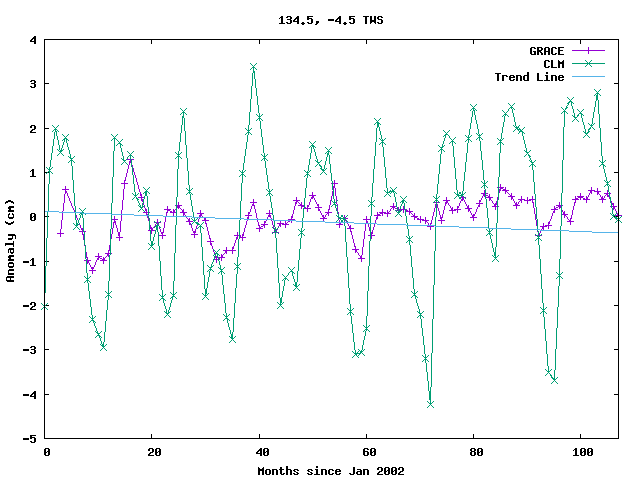 134.5, -4.5 TWS
GRACE
CLM
Trend Line
4
3
2
1
0
-1
-2
-3
-4
-5
Anomaly (cm)
0 20 40 60 80 100
Months since Jan 2002